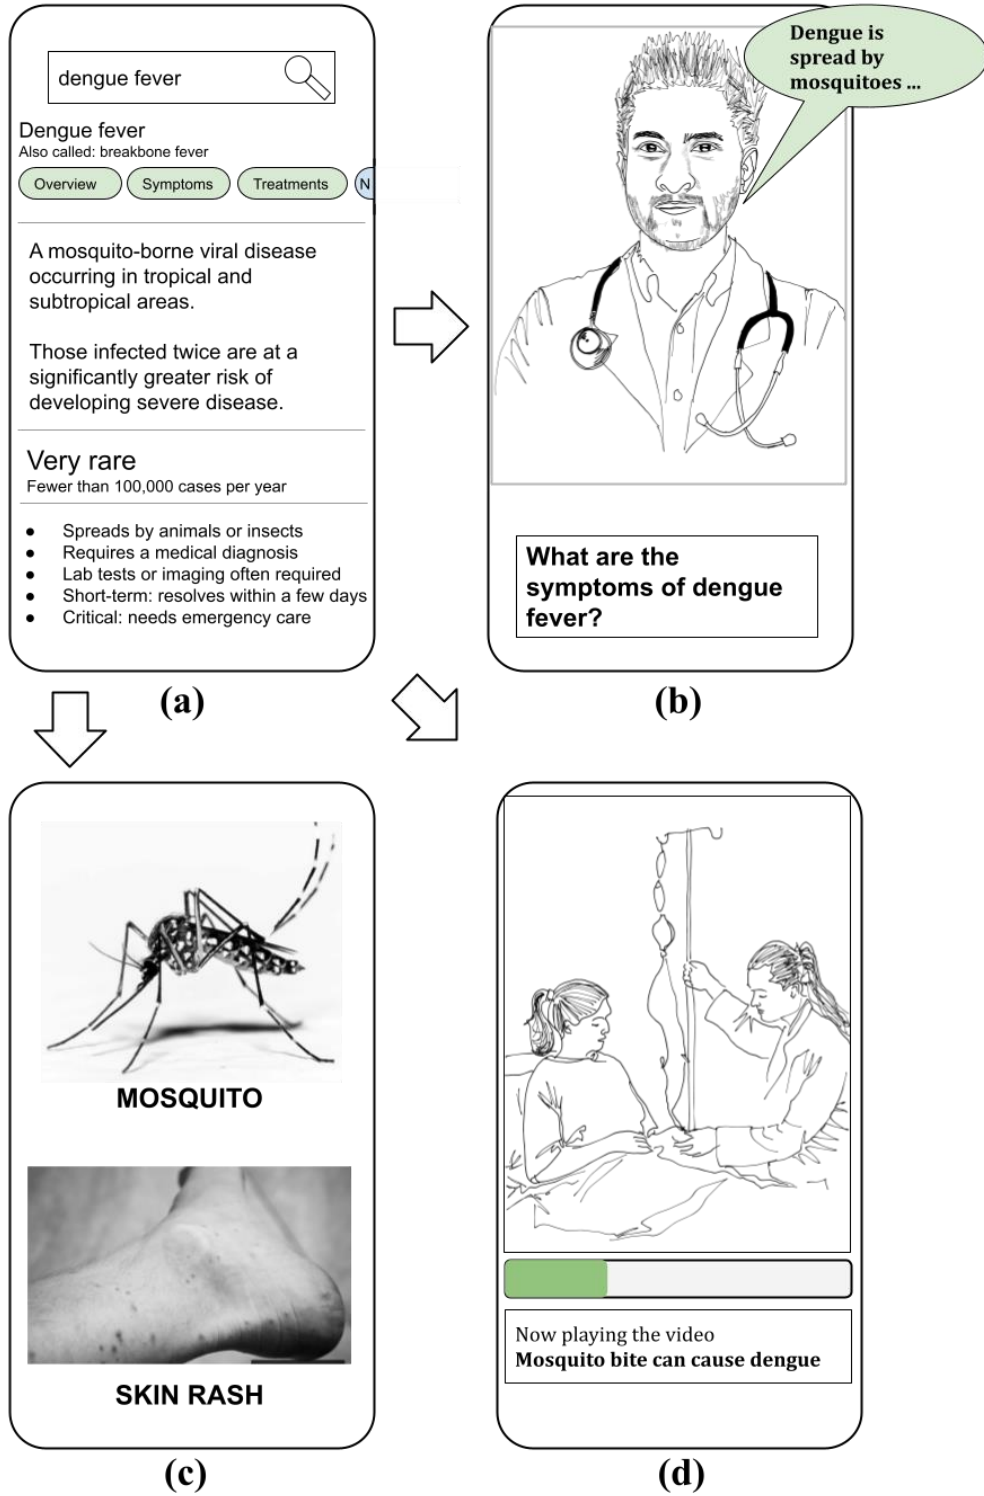 dengue fever
Dengue fever
Also called: breakbone fever
Overview
Symptoms
Treatments
N
A mosquito-borne viral disease
occurring in tropical and
subtropical areas.
Those infected twice are at a
significantly greater risk of
developing severe disease.
Very rare
Fewer than 100,000 cases per year
● Spreads by animals or insects
● Requires a medical diagnosis
● Lab tests or imaging often required
● Short-term: resolves within a few days
● Critical: needs emergency care
(a)
Dengue is
spread by
mosquitoes ...
What are the
symptoms of dengue
fever?
(b)
MOSQUITO
SKIN RASH
(c)
Now playing the video
Mosquito bite can cause dengue
(d)